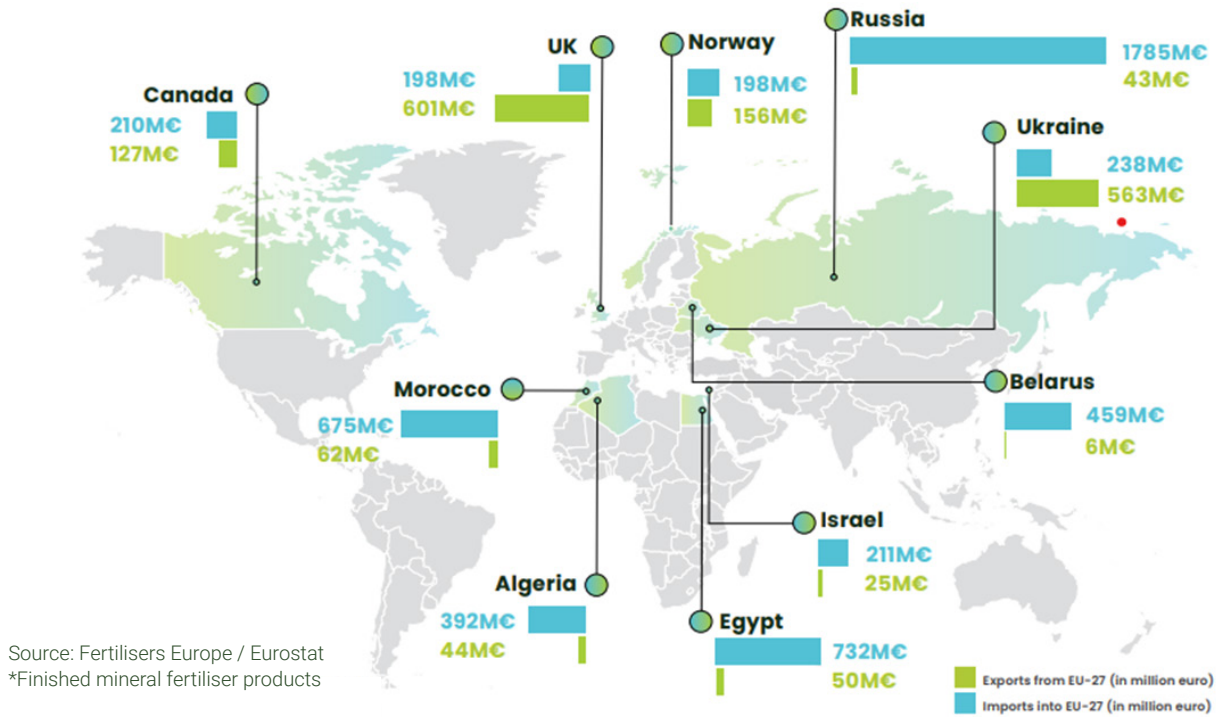 Russia
1785M€
43M€
UK
198M€
601M€
Norway
198M€
156M€
Canada
210M€
127M€
Ukraine
238M€
563M€
Morocco
675M€
62M€
Belarus
459M€
6M€
Israel
211M€
25M€
Algeria
392M€
44M€
Egypt
732M€
50M€
Source: Fertilisers Europe / Eurostat
*Finished mineral fertiliser products
Exports from EU-27 (in million euro)
Imports into EU-27 (in million euro)